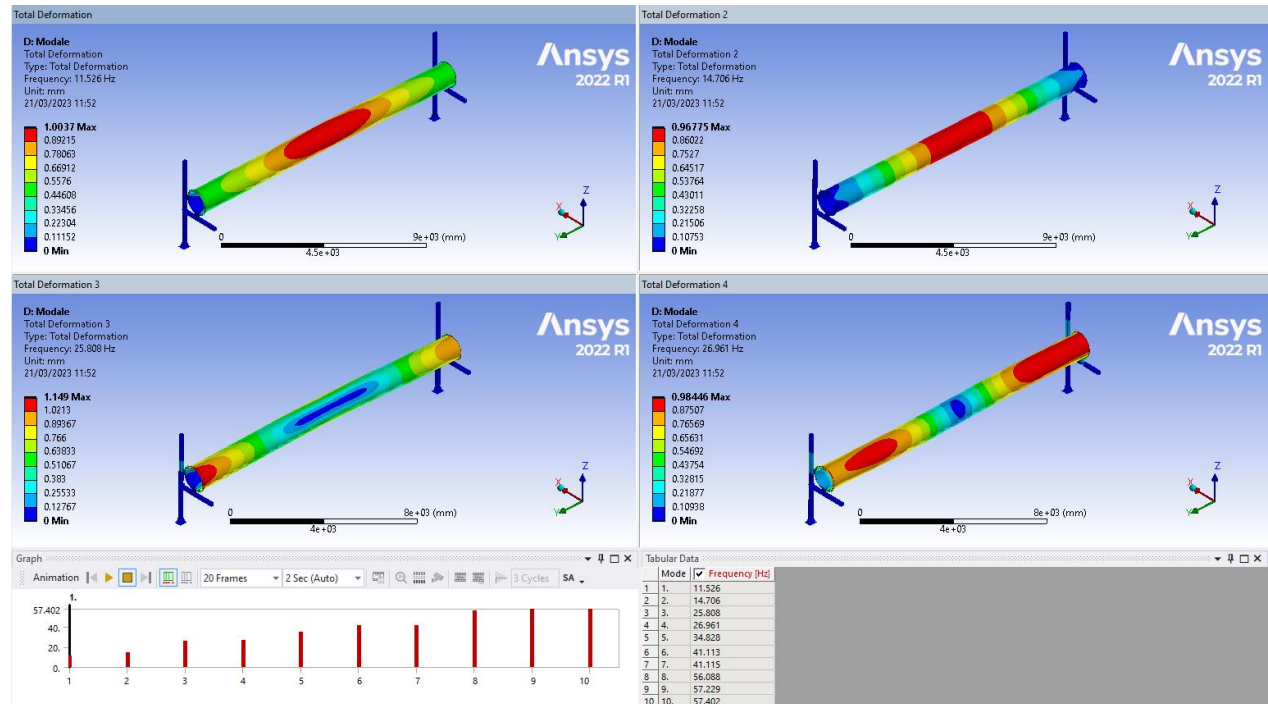 Total Deformation
D: Modale
Total Deformation
Type: Total Deformation
Frequency: 11.526 Hz
Unit: mm
21/03/2023 11:52
1.0037 Max
0.89215
0.78063
0.66912
0.5576
0.44608
0.33456
0.22304
0.11152
0 Min
Ansys
2022 R1
Z
X
Y
0
9e+03 (mm)
4.5e+03
Total Deformation 2
D: Modale
Total Deformation 2
Type: Total Deformation
Frequency: 14.706 Hz
Unit: mm
21/03/2023 11:52
0.96775 Max
0.86022
0.7527
0.64517
0.53764
0.43011
0.32258
0.21506
0.10753
0 Min
Ansys
2022 R1
Z
X
Y
0
9e+03 (mm)
4.5e+03
Total Deformation 3
D: Modale
Total Deformation 3
Type: Total Deformation
Frequency: 25.808 Hz
Unit: mm
21/03/2023 11:52
1.149 Max
1.0213
0.89367
0.766
0.63833
0.51067
0.383
0.25533
0.12767
0 Min
Ansys
2022 R1
Z
X
Y
0
8e+03 (mm)
4e+03
Total Deformation 4
D: Modale
Total Deformation 4
Type: Total Deformation
Frequency: 26.961 Hz
Unit: mm
21/03/2023 11:52
0.98446 Max
0.87507
0.76569
0.65631
0.54692
0.43754
0.32815
0.21877
0.10938
0 Min
Ansys
2022 R1
Z
X
Y
0
8e+03 (mm)
4e+03
Graph
Animation 20 Frames 2 Sec (Auto) 3 Cycles SA
1.
57.402
40.
20.
0.
1 2 3 4 5 6 7 8 9 10
Tabular Data
Mode Frequency [Hz]
1 1. 11.526
2 2. 14.706
3 3. 25.808
4 4. 26.961
5 5. 34.828
6 6. 41.113
7 7. 41.115
8 8. 56.088
9 9. 57.229
10 10. 57.402